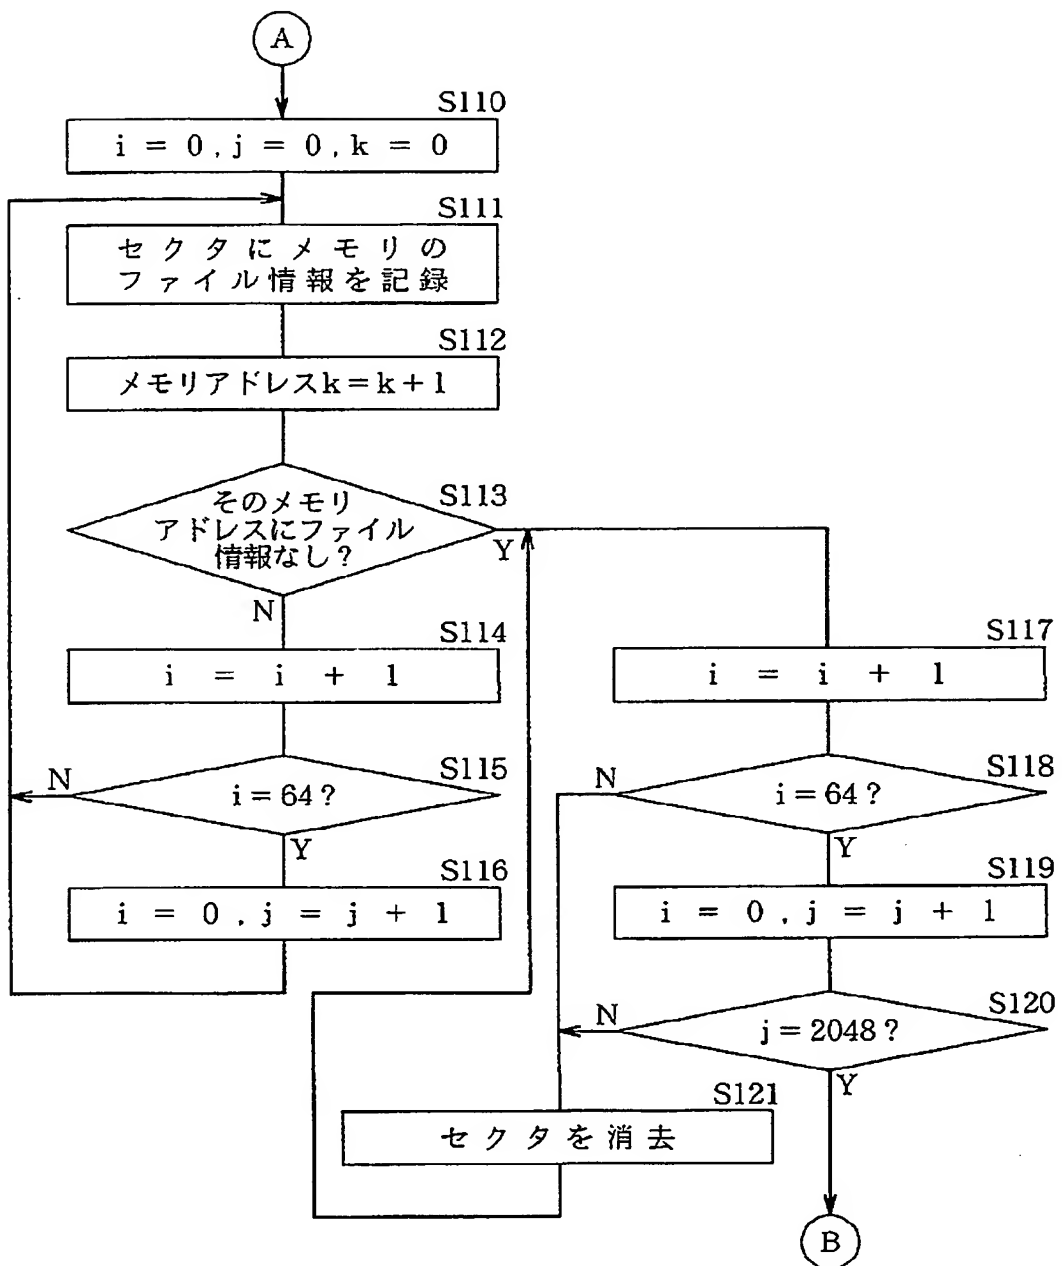 A
S110
i = 0 , j = 0 , k = 0
S111
セクタにメモリの
ファイル情報を記録
S112
メモリアドレスk=k+1
S113
そのメモリ
アドレスにファイル
情報なし?
Y
N
S114
i = i + 1
S115
i=64?
N
Y
S116
i = 0 , j = j + 1
S117
i = i + 1
S118
i=64?
N
Y
S119
i = 0 , j = j + 1
S120
j=2048?
N
Y
S121
セクタを消去
B